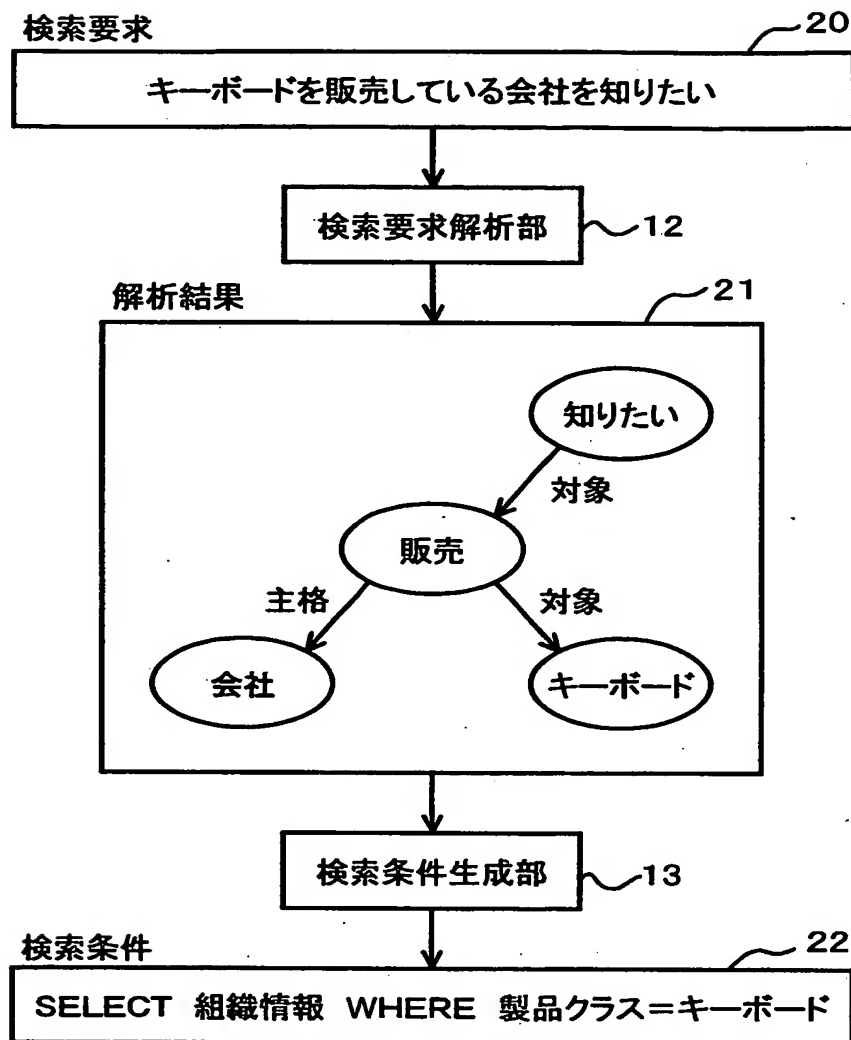 検索要求
20
キーボードを販売している会社を知りたい
検索要求解析部
12
解析結果
21
知りたい
対象
販売
主格
対象
会社
キーボード
検索条件生成部
13
検索条件
22
SELECT 組織情報 WHERE 製品クラス=キーボード